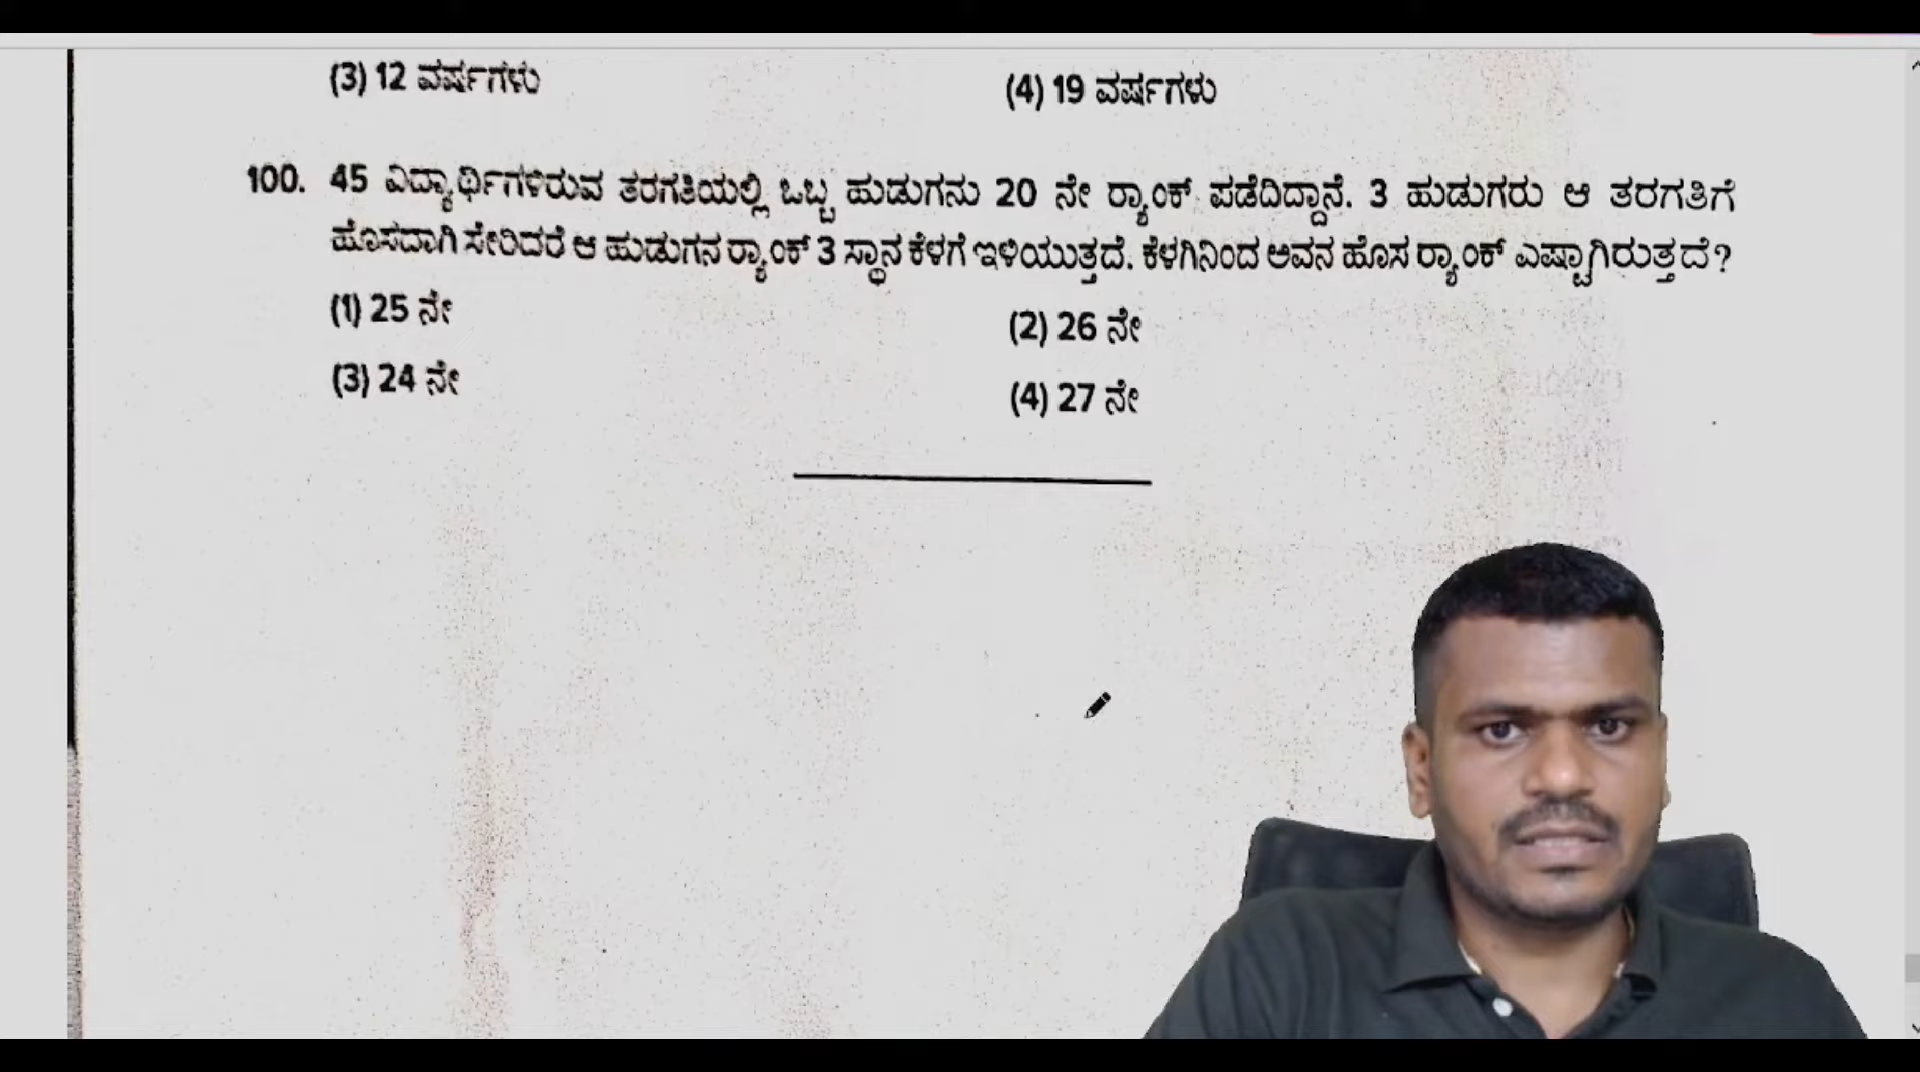 (3) 12 ವರ್ಷಗಳು
(4) 19 ವರ್ಷಗಳು
100. 45 ವಿದ್ಯಾರ್ಥಿಗಳಿರುವ ತರಗತಿಯಲ್ಲಿ ಒಬ್ಬ ಹುಡುಗನು 20 ನೇ ರ‍್ಯಾಂಕ್ ಪಡೆದಿದ್ದಾನೆ. 3 ಹುಡುಗರು ಆ ತರಗತಿಗೆ
ಹೊಸದಾಗಿ ಸೇರಿದರೆ ಆ ಹುಡುಗನ ರ‍್ಯಾಂಕ್ 3 ಸ್ಥಾನ ಕೆಳಗೆ ಇಳಿಯುತ್ತದೆ. ಕೆಳಗಿನಿಂದ ಅವನ ಹೊಸ ರ‍್ಯಾಂಕ್ ಎಷ್ಟಾಗಿರುತ್ತದೆ?
(1) 25 ನೇ
(2) 26 ನೇ
(3) 24 ನೇ
(4) 27 ನೇ